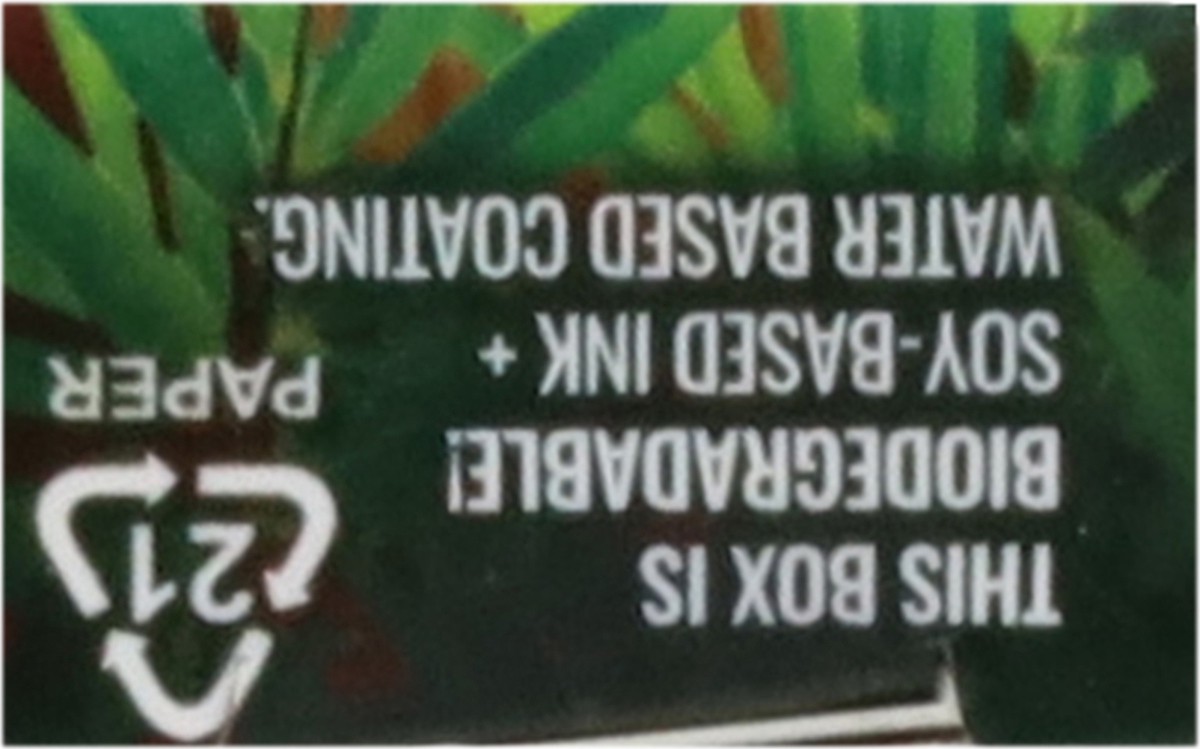 THIS BOX IS
BIODEGRADABLE!
SOY-BASED INK +
WATER BASED COATING.
21
PAPER